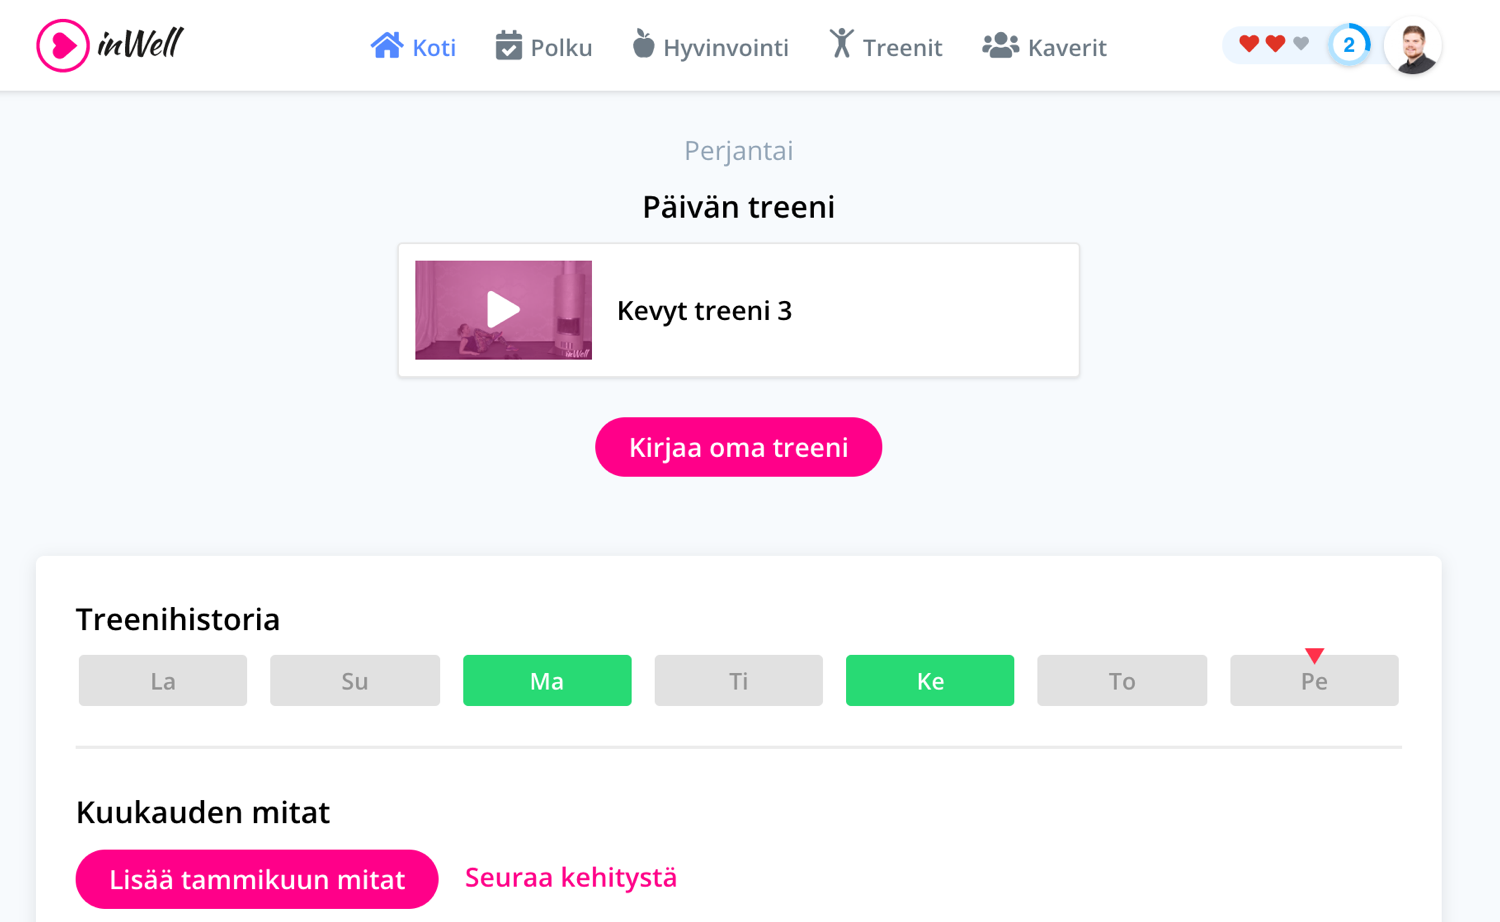 inWell
Koti Polku Hyvinvointi Treenit Kaverit 2
Perjantai
Päivän treeni
inWell
Kevyt treeni 3
Kirjaa oma treeni
Treenihistoria
La Su Ma Ti Ke To Pe
Kuukauden mitat
Lisää tammikuun mitat Seuraa kehitystä